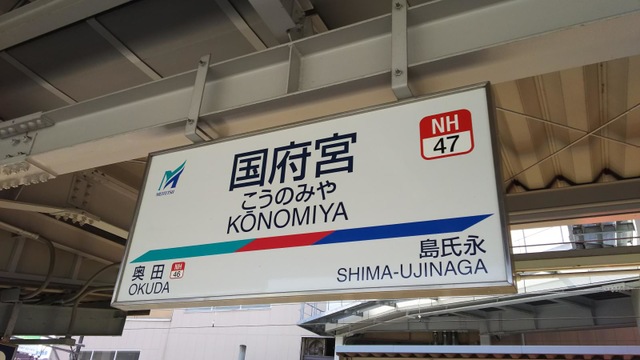 MEITETSU
国府宮
こうのみや
KŌNOMIYA
NH
47
奥田
NH
46
OKUDA
島氏永
SHIMA-UJINAGA